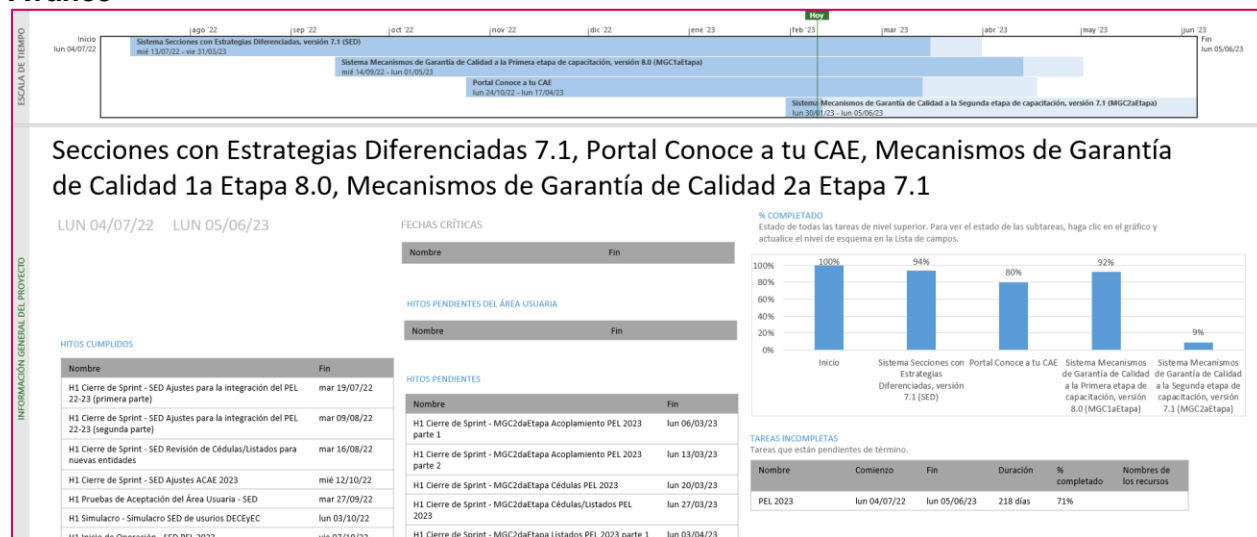 Avance
ESCALA DE TIEMPO
Hoy
ago '22
sep '22
oct '22
nov '22
dic '22
ene '23
feb '23
mar '23
abr '23
may '23
jun '23
Inicio
lun 04/07/22
Sistema Secciones con Estrategias Diferenciadas, versión 7.1 (SED)
mié 13/07/22 - vie 31/03/23
Sistema Mecanismos de Garantía de Calidad a la Primera etapa de capacitación, versión 8.0 (MGC1aEtapa)
mié 14/09/22 - lun 01/05/23
Portal Conoce a tu CAE
lun 24/10/22 - lun 17/04/23
Sistema Mecanismos de Garantía de Calidad a la Segunda etapa de capacitación, versión 7.1 (MGC2aEtapa)
lun 30/01/23 - lun 05/06/23
Fin
lun 05/06/23
INFORMACIÓN GENERAL DEL PROYECTO
Secciones con Estrategias Diferenciadas 7.1, Portal Conoce a tu CAE, Mecanismos de Garantía
de Calidad 1a Etapa 8.0, Mecanismos de Garantía de Calidad 2a Etapa 7.1
LUN 04/07/22 – LUN 05/06/23
HITOS CUMPLIDOS
Nombre Fin
H1 Cierre de Sprint - SED Ajustes para la integración del PEL mar 19/07/22
22-23 (primera parte)
H1 Cierre de Sprint - SED Ajustes para la integración del PEL mar 09/08/22
22-23 (segunda parte)
H1 Cierre de Sprint - SED Revisión de Cédulas/Listados para mar 16/08/22
nuevas entidades
H1 Cierre de Sprint - SED Ajustes ACAE 2023 mié 12/10/22
H1 Pruebas de Aceptación del Área Usuaria - SED mar 27/09/22
H1 Simulacro - Simulacro SED de usurios DECEyEC lun 03/10/22
H1 Inicio de Operación - SED PEL 2023 vie 07/10/22
FECHAS CRÍTICAS
Nombre Fin
HITOS PENDIENTES DEL ÁREA USUARIA
Nombre Fin
HITOS PENDIENTES
Nombre Fin
H1 Cierre de Sprint - MGC2daEtapa Acoplamiento PEL 2023 lun 06/03/23
parte 1
H1 Cierre de Sprint - MGC2daEtapa Acoplamiento PEL 2023 lun 13/03/23
parte 2
H1 Cierre de Sprint - MGC2daEtapa Cédulas PEL 2023 lun 20/03/23
H1 Cierre de Sprint - MGC2daEtapa Cédulas/Listados PEL lun 27/03/23
2023
H1 Cierre de Sprint - MGC2daEtapa Listados PEL 2023 parte 1 lun 03/04/23
% COMPLETADO
Estado de todas las tareas de nivel superior. Para ver el estado de las subtareas, haga clic en el gráfico y
actualice el nivel de esquema en la Lista de campos.
100%
80%
60%
40%
20%
0%
100%
94%
80%
92%
9%
Inicio
Sistema Secciones con
Estrategias
Diferenciadas, versión
7.1 (SED)
Portal Conoce a tu CAE
Sistema Mecanismos
de Garantía de Calidad
a la Primera etapa de
capacitación, versión
8.0 (MGC1aEtapa)
Sistema Mecanismos
de Garantía de Calidad
a la Segunda etapa de
capacitación, versión
7.1 (MGC2aEtapa)
TAREAS INCOMPLETAS
Tareas que están pendientes de término.
Nombre Comienzo Fin Duración % Nombres de
completado los recursos
PEL 2023 lun 04/07/22 lun 05/06/23 218 días 71%